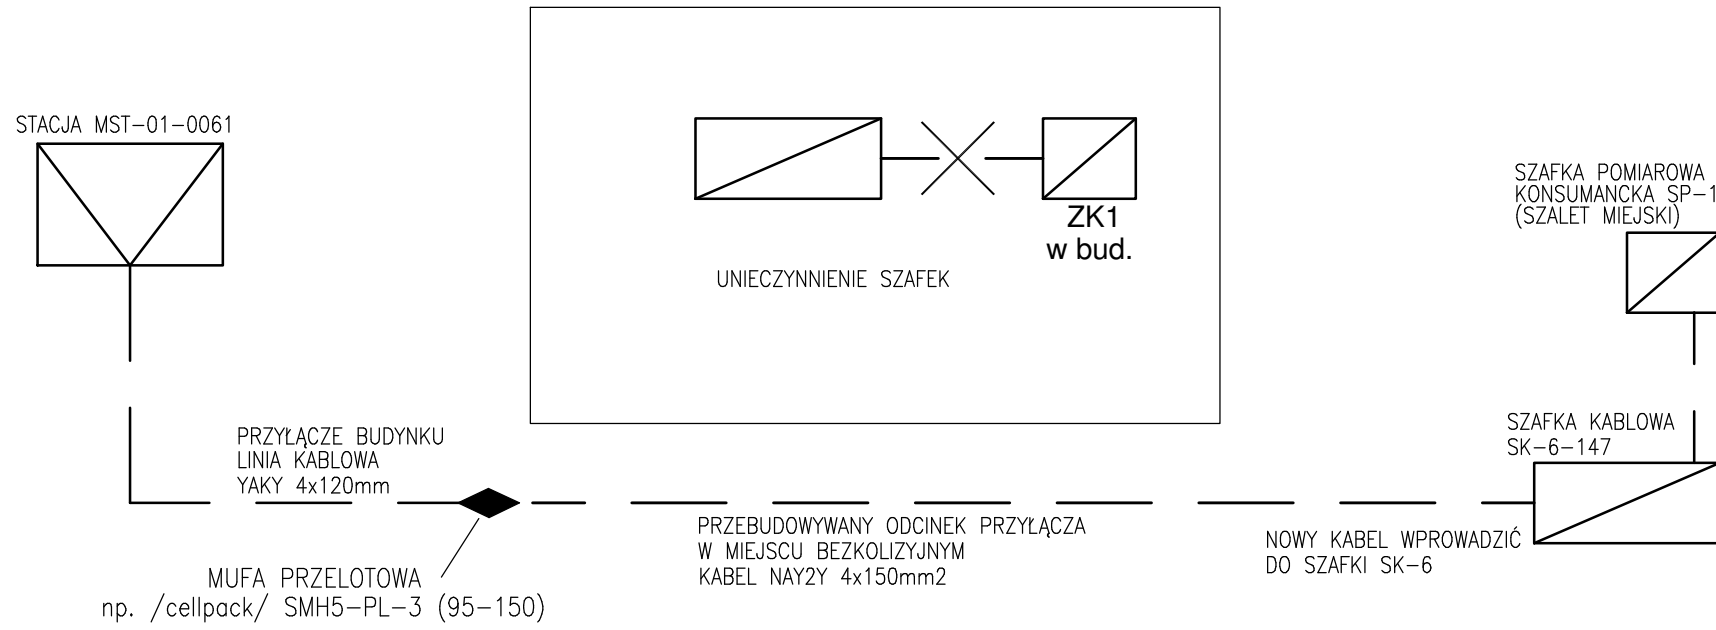 STACJA MST-01-0061
ZK1
w bud.
UNIECZYNNIENIE SZAFEK
SZAFKA POMIAROWA
KONSUMANCKA SP-1
(SZALET MIEJSKI)
PRZYŁĄCZE BUDYNKU
LINIA KABLOWA
YAKY 4x120mm
SZAFKA KABLOWA
SK-6-147
PRZEBUDOWYWANY ODCINEK PRZYŁĄCZA
W MIEJSCU BEZKOLIZYJNYM
KABEL NAY2Y 4x150mm2
NOWY KABEL WPROWADZIĆ
DO SZAFKI SK-6
MUFA PRZELOTOWA
np. /cellpack/ SMH5-PL-3 (95-150)